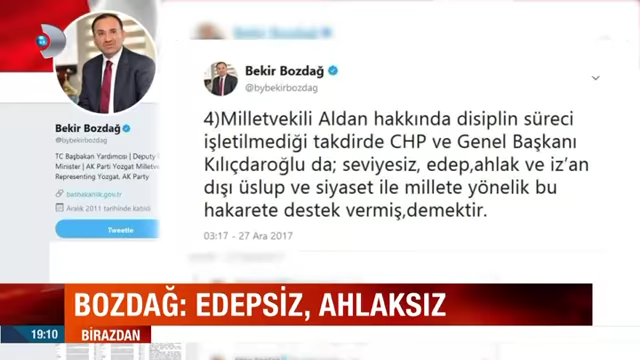 Bekir Bozdağ
@bybekirbozdag
4)Milletvekili Aldan hakkında disiplin süreci
işletilmediği takdirde CHP ve Genel Başkanı
Kılıçdaroğlu da; seviyesiz, edep,ahlak ve iz'an
dışı üslup ve siyaset ile millete yönelik bu
hakarete destek vermiş,demektir.
03:17 - 27 Ara 2017
Bekir Bozdağ
@bybekirbozdag
TC Başbakan Yardımcısı | Deputy
Minister | AK Parti Yozgat Milletv
Representing Yozgat, AK Party
basbakanlik.gov.tr
Aralık 2011 tarihinde katıldı
Tweetle
BOZDAĞ: EDEPSİZ, AHLAKSIZ
19:10 BİRAZDAN